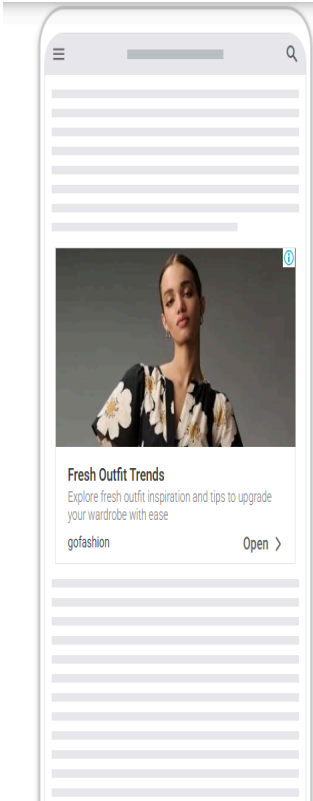 Fresh Outfit Trends
Explore fresh outfit inspiration and tips to upgrade
your wardrobe with ease
gofashion
Open